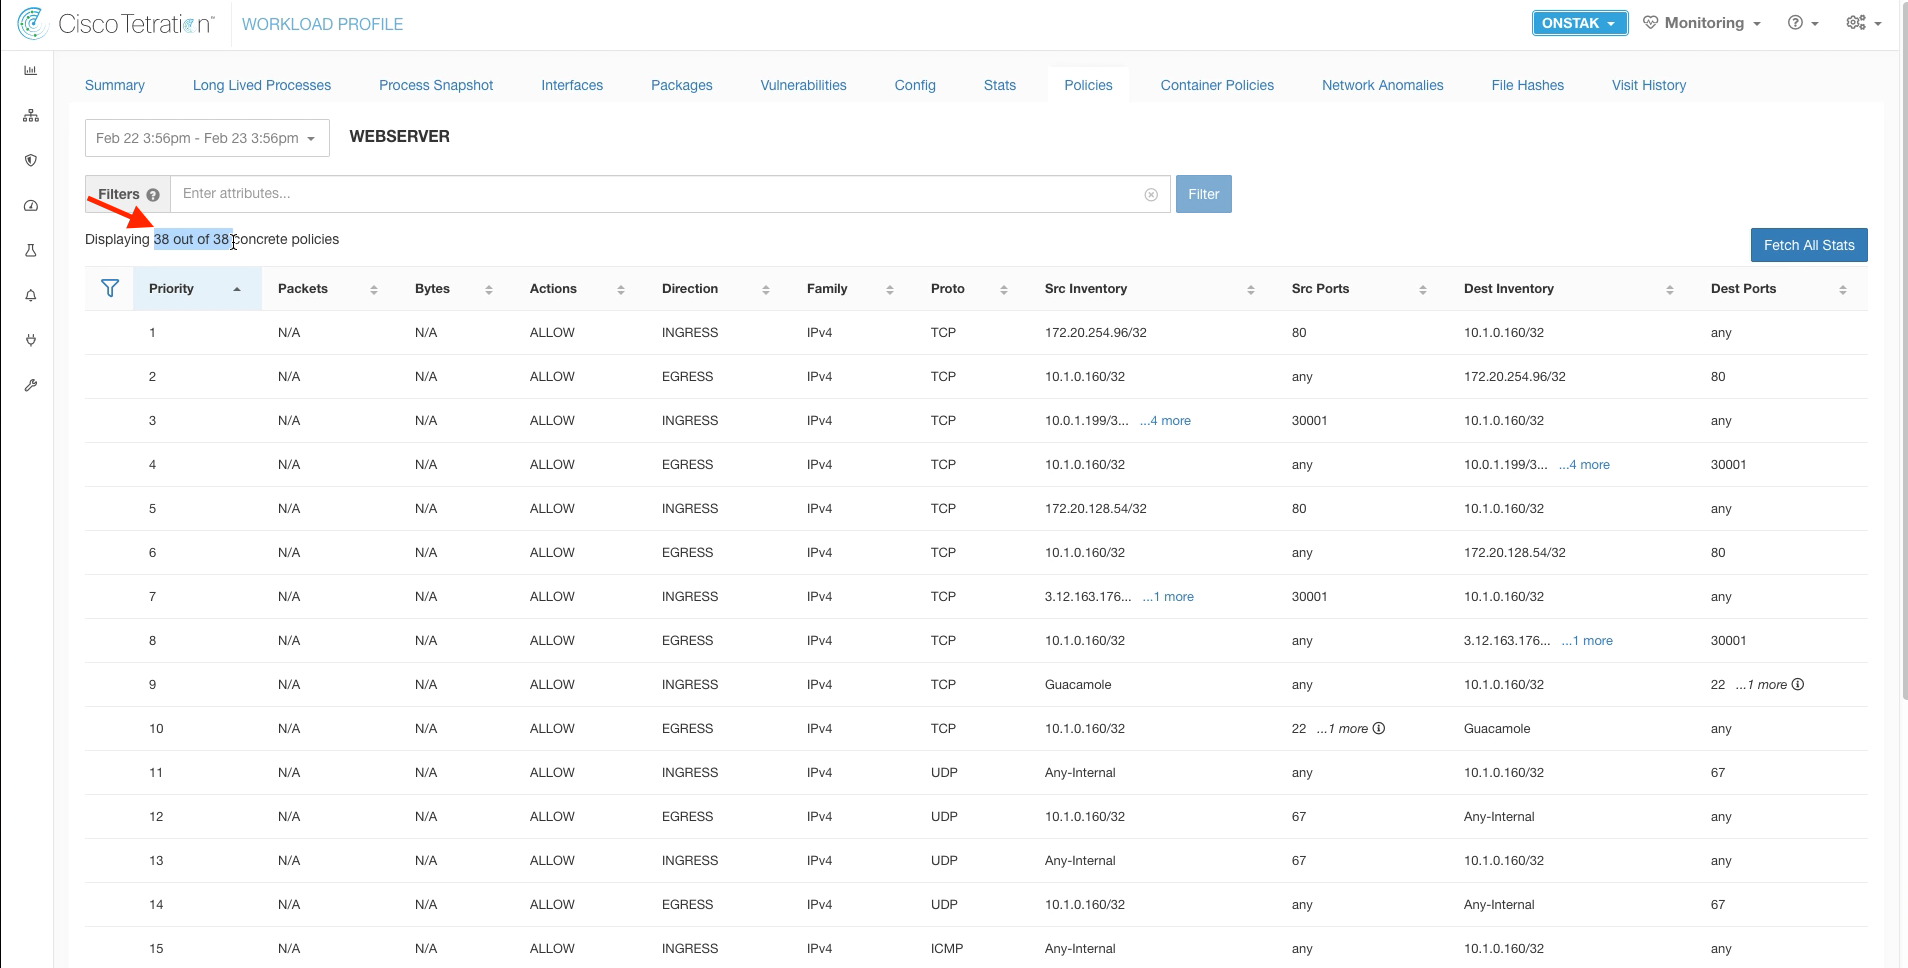 Cisco Tetration™ WORKLOAD PROFILE ONSTAK Monitoring
Summary Long Lived Processes Process Snapshot Interfaces Packages Vulnerabilities Config Stats Policies Container Policies Network Anomalies File Hashes Visit History
Feb 22 3:56pm - Feb 23 3:56pm WEBSERVER
Filters Enter attributes... Filter
Displaying 38 out of 38 concrete policies
Fetch All Stats
Priority Packets Bytes Actions Direction Family Proto Src Inventory Src Ports Dest Inventory Dest Ports
1 N/A N/A ALLOW INGRESS IPv4 TCP 172.20.254.96/32 80 10.1.0.160/32 any
2 N/A N/A ALLOW EGRESS IPv4 TCP 10.1.0.160/32 any 172.20.254.96/32 80
3 N/A N/A ALLOW INGRESS IPv4 TCP 10.0.1.199/3... ...4 more 30001 10.1.0.160/32 any
4 N/A N/A ALLOW EGRESS IPv4 TCP 10.1.0.160/32 any 10.0.1.199/3... ...4 more 30001
5 N/A N/A ALLOW INGRESS IPv4 TCP 172.20.128.54/32 80 10.1.0.160/32 any
6 N/A N/A ALLOW EGRESS IPv4 TCP 10.1.0.160/32 any 172.20.128.54/32 80
7 N/A N/A ALLOW INGRESS IPv4 TCP 3.12.163.176... ...1 more 30001 10.1.0.160/32 any
8 N/A N/A ALLOW EGRESS IPv4 TCP 10.1.0.160/32 any 3.12.163.176... ...1 more 30001
9 N/A N/A ALLOW INGRESS IPv4 TCP Guacamole any 10.1.0.160/32 22 ...1 more
10 N/A N/A ALLOW EGRESS IPv4 TCP 10.1.0.160/32 22 ...1 more Guacamole any
11 N/A N/A ALLOW INGRESS IPv4 UDP Any-Internal any 10.1.0.160/32 67
12 N/A N/A ALLOW EGRESS IPv4 UDP 10.1.0.160/32 67 Any-Internal any
13 N/A N/A ALLOW INGRESS IPv4 UDP Any-Internal 67 10.1.0.160/32 any
14 N/A N/A ALLOW EGRESS IPv4 UDP 10.1.0.160/32 any Any-Internal 67
15 N/A N/A ALLOW INGRESS IPv4 ICMP Any-Internal any 10.1.0.160/32 any